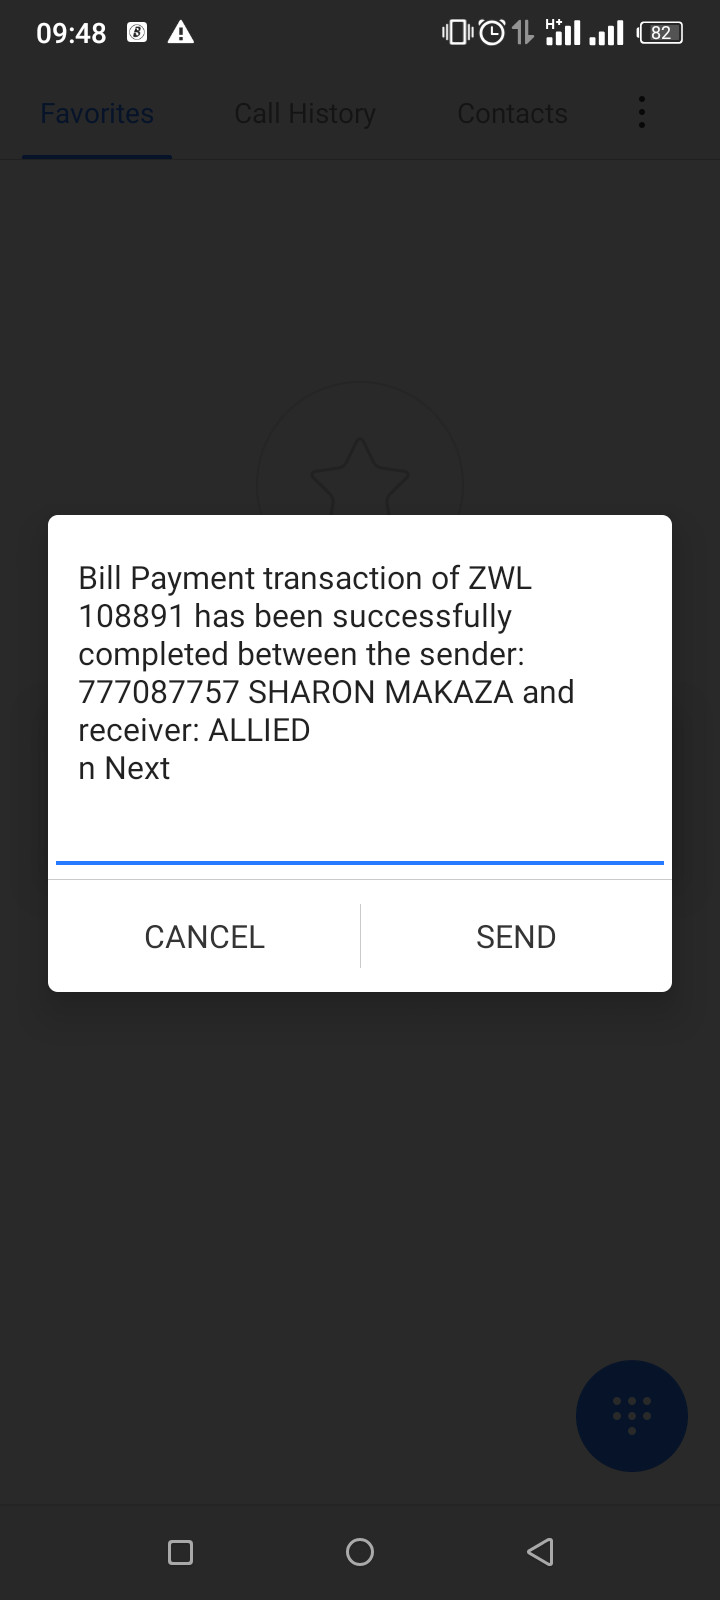 09:48
H+
82
Favorites
Call History
Contacts
Bill Payment transaction of ZWL
108891 has been successfully
completed between the sender:
777087757 SHARON MAKAZA and
receiver: ALLIED
n Next
CANCEL
SEND